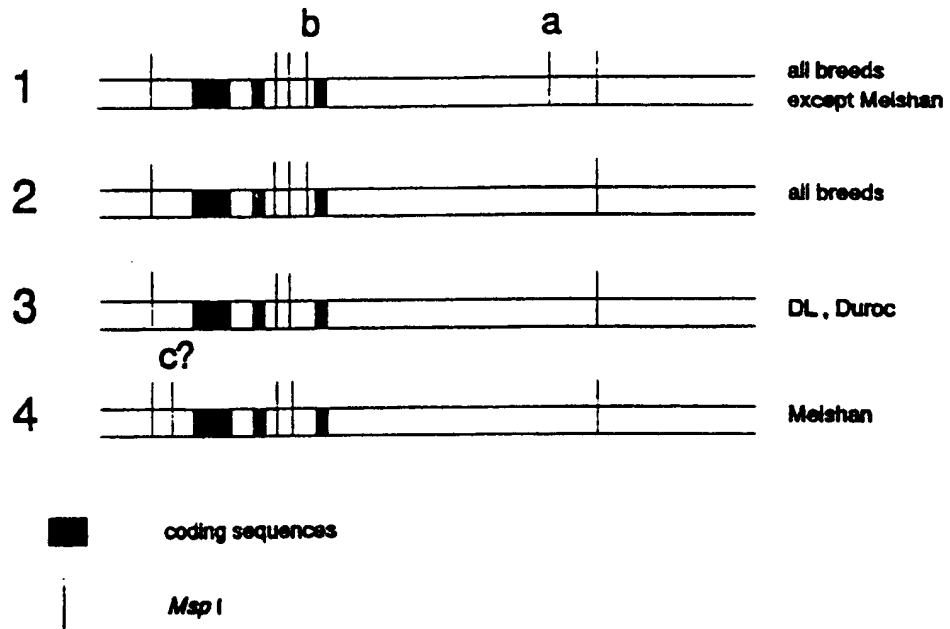 b
a
1
all breeds
except Meishan
2
all breeds
3
DL, Duroc
c?
4
Meishan
coding sequences
Msp I